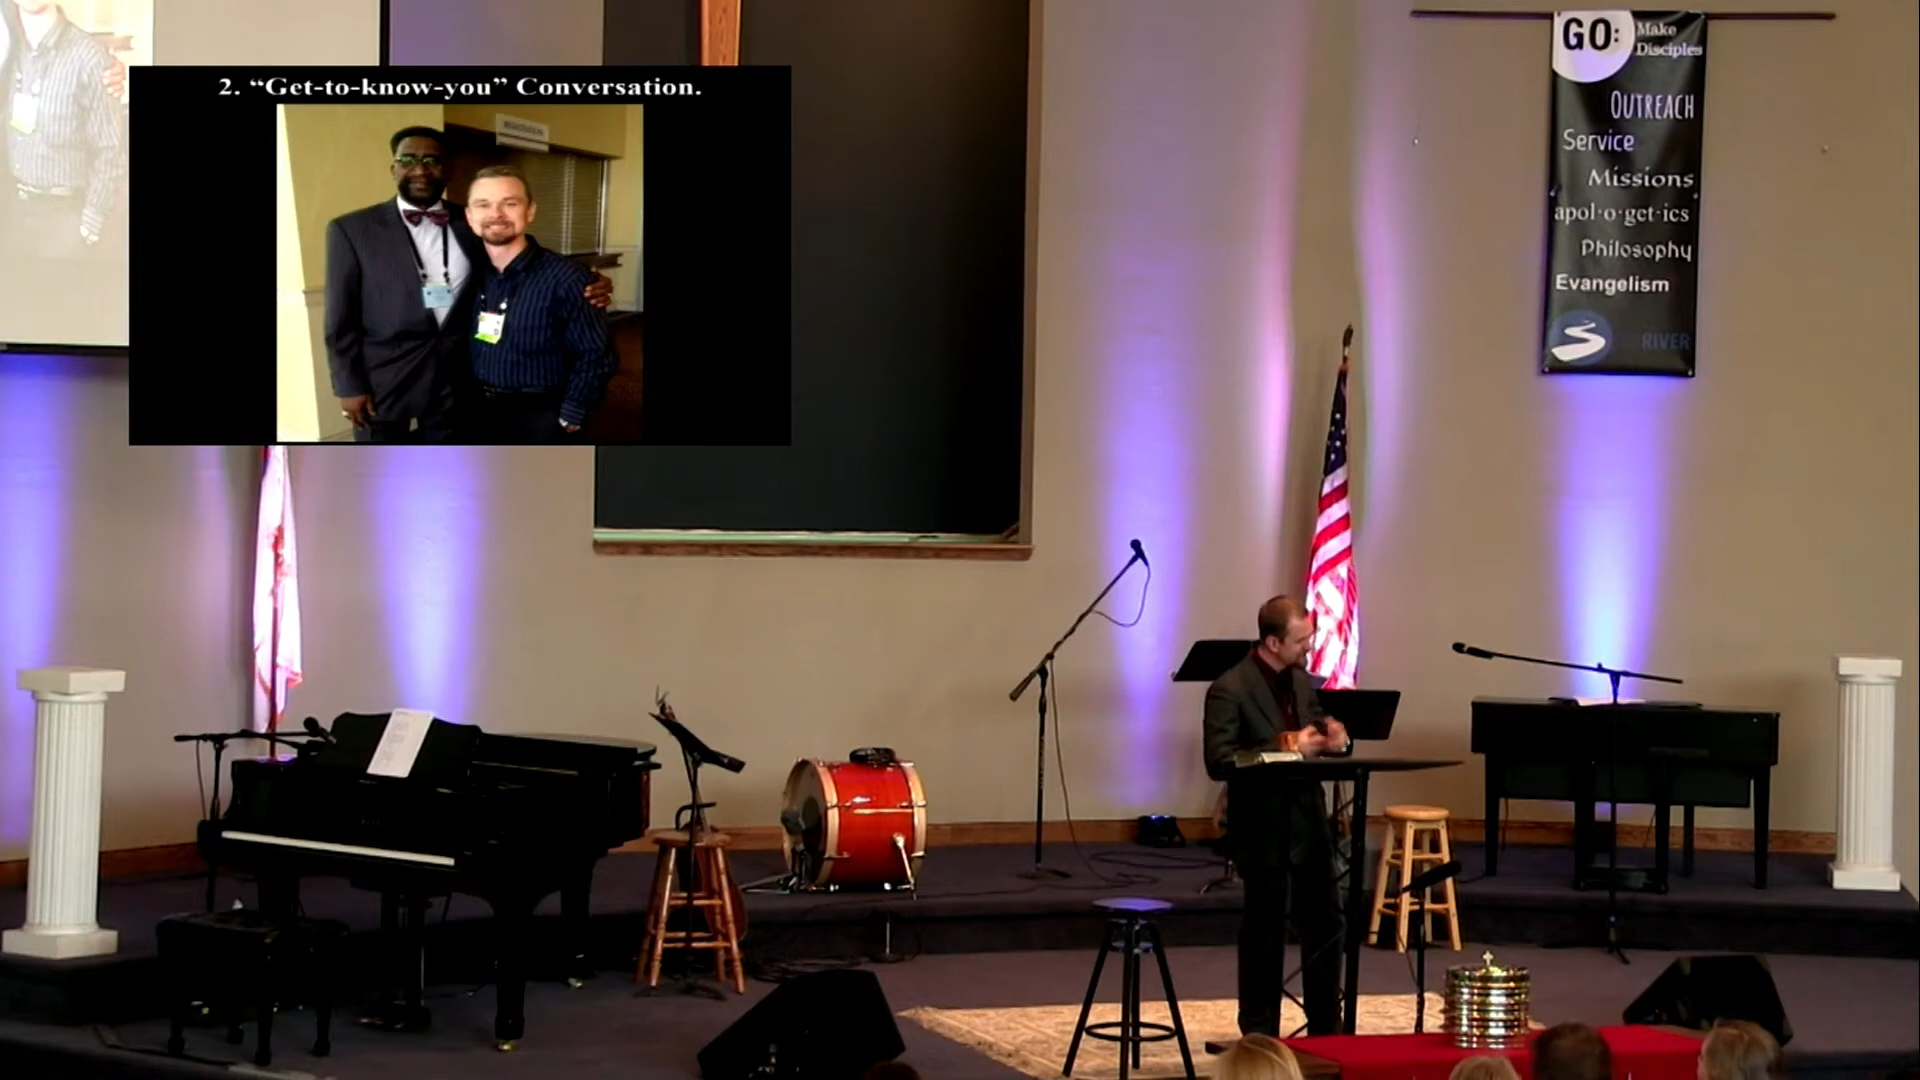 2. “Get-to-know-you” Conversation.
GO: Make
Disciples
OUTREACH
Service
Missions
apol·o·get·ics
Philosophy
Evangelism
RIVER